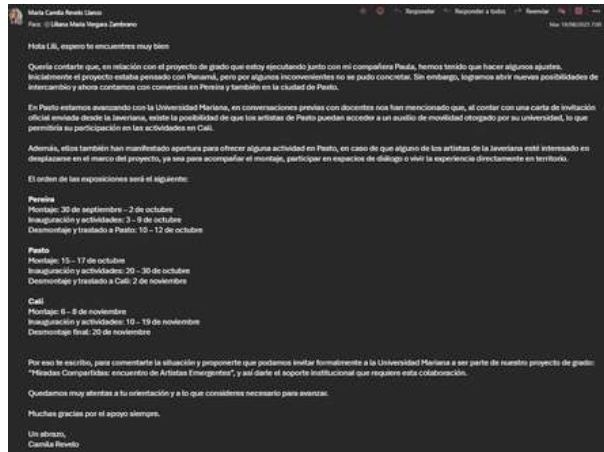 Maria Camila Revelo Llanos
Responder
Responder a todos
Reenviar
Para: Liliana Maria Vergara Zambrano
Mar 19/08/2025 7:00
Hola Lili, espero te encuentres muy bien
Quería contarte que, en relación con el proyecto de grado que estoy ejecutando junto con mi compañera Paula, hemos tenido que hacer algunos ajustes.
Inicialmente el proyecto estaba pensado con Panamá, pero por algunos inconvenientes no se pudo concretar. Sin embargo, logramos abrir nuevas posibilidades de
intercambio y ahora contamos con convenios en Pereira y también en la ciudad de Pasto.
En Pasto estamos avanzando con la Universidad Mariana, en conversaciones previas con docentes nos han mencionado que, al contar con una carta de invitación
oficial enviada desde la Javeriana, existe la posibilidad de que los artistas de Pasto puedan acceder a un auxilio de movilidad otorgado por su universidad, lo que
permitiría su participación en las actividades en Cali.
Además, ellos también han manifestado apertura para ofrecer alguna actividad en Pasto, en caso de que alguno de los artistas de la Javeriana esté interesado en
desplazarse en el marco del proyecto, ya sea para acompañar el montaje, participar en espacios de diálogo o vivir la experiencia directamente en territorio.
El orden de las exposiciones será el siguiente:
Pereira
Montaje: 30 de septiembre – 2 de octubre
Inauguración y actividades: 3 – 9 de octubre
Desmontaje y traslado a Pasto: 10 – 12 de octubre
Pasto
Montaje: 15 – 17 de octubre
Inauguración y actividades: 20 – 30 de octubre
Desmontaje y traslado a Cali: 2 de noviembre
Cali
Montaje: 6 – 8 de noviembre
Inauguración y actividades: 10 – 19 de noviembre
Desmontaje final: 20 de noviembre
Por eso te escribo, para comentarte la situación y proponerte que podamos invitar formalmente a la Universidad Mariana a ser parte de nuestro proyecto de grado:
"Miradas Compartidas: encuentro de Artistas Emergentes", y así darle el soporte institucional que requiere esta colaboración.
Quedamos muy atentas a tu orientación y a lo que consideres necesario para avanzar.
Muchas gracias por el apoyo siempre.
Un abrazo,
Camila Revelo